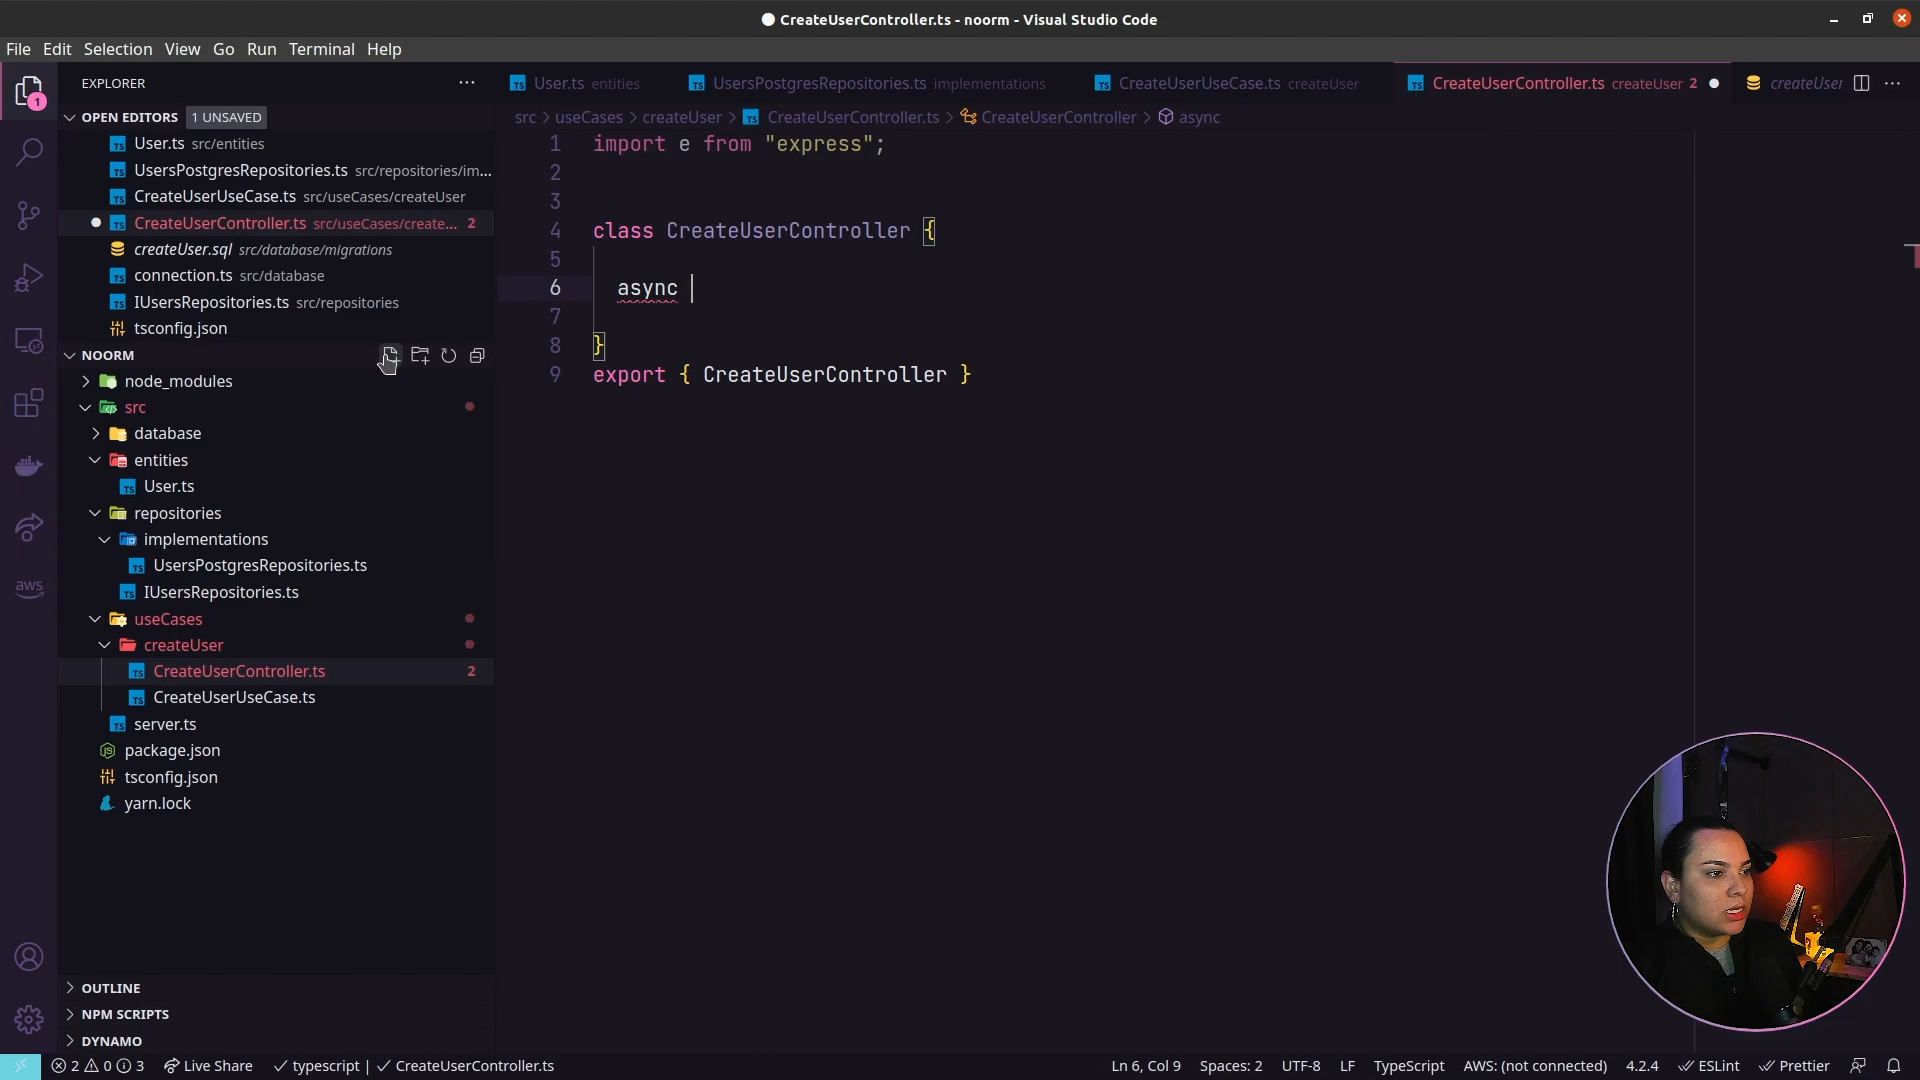 CreateUserController.ts - noorm - Visual Studio Code
File Edit Selection View Go Run Terminal Help
1
EXPLORER
OPEN EDITORS 1 UNSAVED
User.ts src/entities
UsersPostgresRepositories.ts src/repositories/im...
CreateUserUseCase.ts src/useCases/createUser
CreateUserController.ts src/useCases/create... 2
createUser.sql src/database/migrations
connection.ts src/database
IUsersRepositories.ts src/repositories
tsconfig.json
NOORM
node_modules
src
database
entities
User.ts
repositories
implementations
UsersPostgresRepositories.ts
IUsersRepositories.ts
useCases
createUser
CreateUserController.ts 2
CreateUserUseCase.ts
server.ts
package.json
tsconfig.json
yarn.lock
OUTLINE
NPM SCRIPTS
DYNAMO
aws
User.ts entities UsersPostgresRepositories.ts implementations CreateUserUseCase.ts createUser CreateUserController.ts createUser 2 createUser
src > useCases > createUser > CreateUserController.ts > CreateUserController > async
1 import e from "express";
2
3
4 class CreateUserController {
5
6 async
7
8 }
9 export { CreateUserController }
2 0 3 Live Share typescript | CreateUserController.ts Ln 6, Col 9 Spaces: 2 UTF-8 LF TypeScript AWS: (not connected) 4.2.4 ESLint Prettier